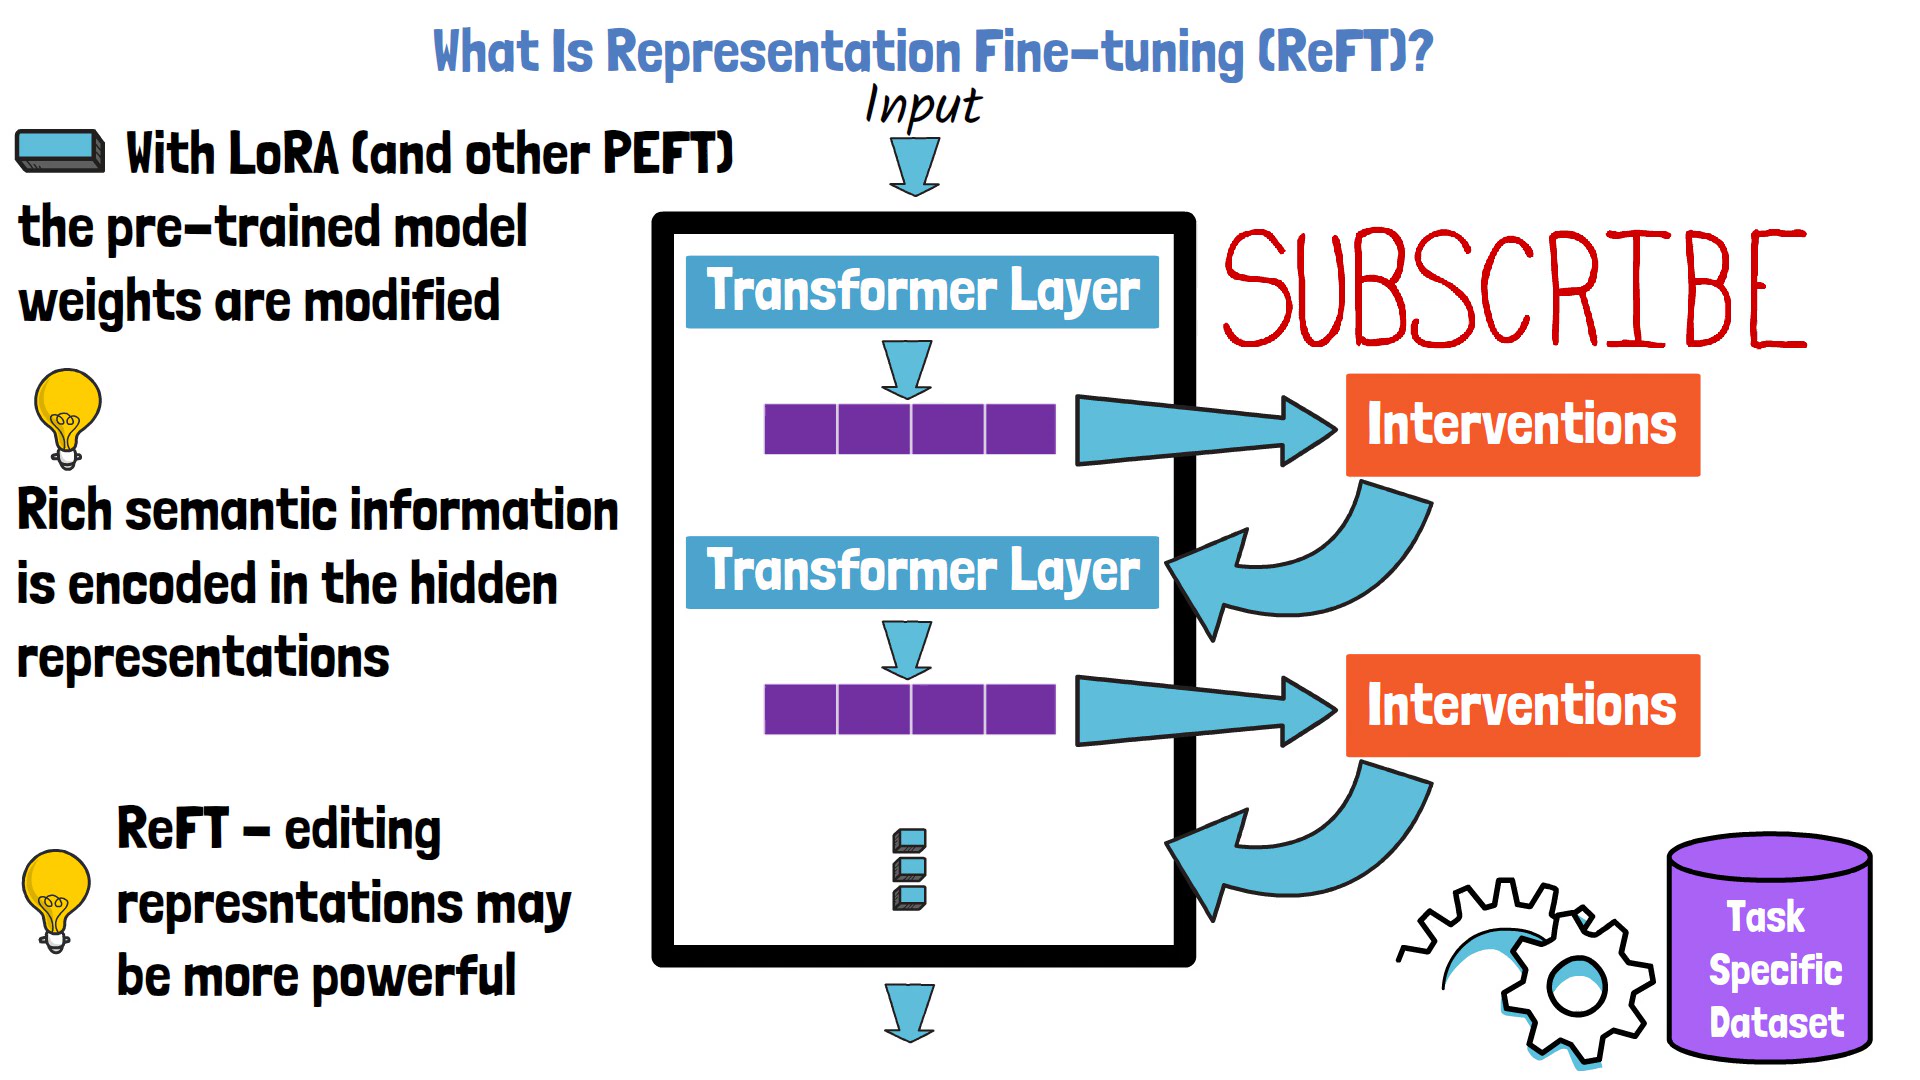 What Is Representation Fine-tuning (ReFT)?
Input
With LoRA (and other PEFT)
the pre-trained model
weights are modified
Rich semantic information
is encoded in the hidden
representations
ReFT - editing
represntations may
be more powerful
Transformer Layer
Transformer Layer
SUBSCRIBE
Interventions
Interventions
Task
Specific
Dataset